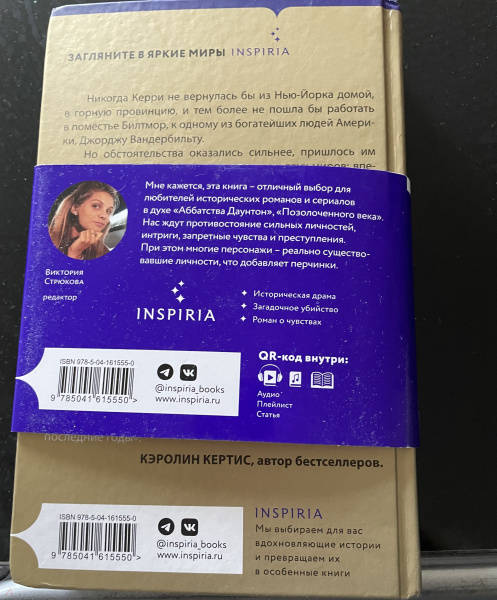 ЗАГЛЯНИТЕ В ЯРКИЕ МИРЫ INSPIRIA
Никогда Керри не вернулась бы из Нью-Йорка домой,
в горную провинцию, и тем более не пошла бы работать
в поместье Билтмор, к одному из богатейших людей Амери-
ки, Джорджу Вандербильту.
Но обстоятельства оказались сильнее, пришлось им
Мне кажется, эта книга – отличный выбор для
любителей исторических романов и сериалов
в духе «Аббатства Даунтон», «Позолоченного века».
Нас ждут противостояние сильных личностей,
интриги, запретные чувства и преступления.
При этом многие персонажи – реально существо-
вавшие личности, что добавляет перчинки.
Виктория
Стрюкова
редактор
INSPIRIA
Историческая драма
Загадочное убийство
Роман о чувствах
ISBN 978-5-04-161555-0
9 785041 615550 >
@inspiria_books
www.inspiria.ru
QR-код внутри:
Аудио
Плейлист
Статья
последние годы».
КЭРОЛИН КЕРТИС, автор бестселлеров.
ISBN 978-5-04-161555-0
9 785041 615550 >
@inspiria_books
www.inspiria.ru
INSPIRIA
Мы выбираем для вас
вдохновляющие истории
и превращаем их
в особенные книги